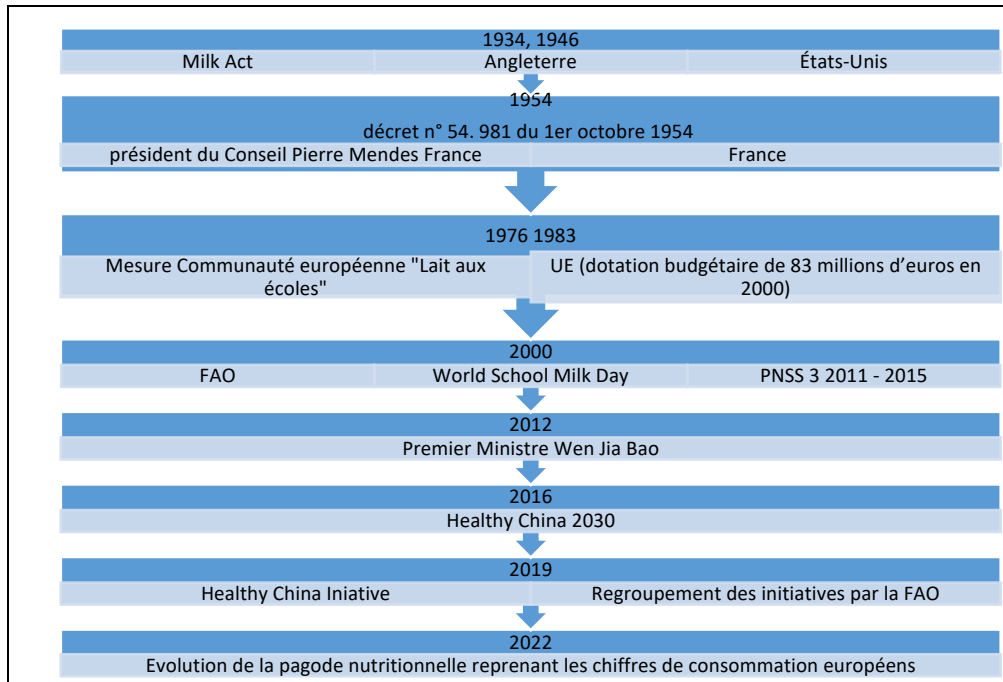 1934, 1946
Milk Act
Angleterre
États-Unis
1954
décret n° 54. 981 du 1er octobre 1954
président du Conseil Pierre Mendes France
France
1976 1983
Mesure Communauté européenne "Lait aux
écoles"
UE (dotation budgétaire de 83 millions d’euros en
2000)
2000
FAO
World School Milk Day
PNSS 3 2011 - 2015
2012
Premier Ministre Wen Jia Bao
2016
Healthy China 2030
2019
Healthy China Iniative
Regroupement des initiatives par la FAO
2022
Evolution de la pagode nutritionnelle reprenant les chiffres de consommation européens